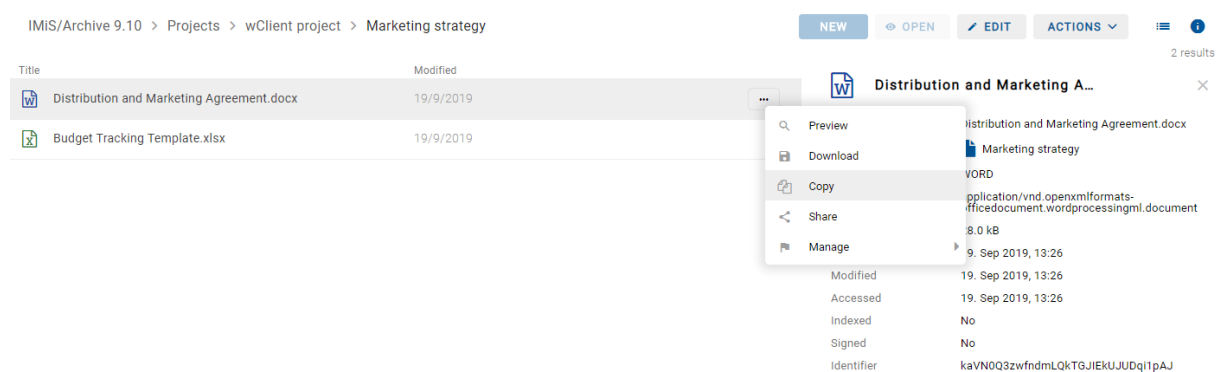 IMiS/Archive 9.10 > Projects > wClient project > Marketing strategy
NEW
OPEN
EDIT
ACTIONS
2 results
Title
Modified
Distribution and Marketing Agreement.docx
19/9/2019
Budget Tracking Template.xlsx
19/9/2019
Preview
Download
Copy
Share
Manage
Distribution and Marketing A...
Distribution and Marketing Agreement.docx
Marketing strategy
WORD
application/vnd.openxmlformats-
officedocument.wordprocessingml.document
8.0 kB
9. Sep 2019, 13:26
Modified 19. Sep 2019, 13:26
Accessed 19. Sep 2019, 13:26
Indexed No
Signed No
Identifier kaVN0Q3zwfndmLQkTGJIEkUJUDqi1pAJ